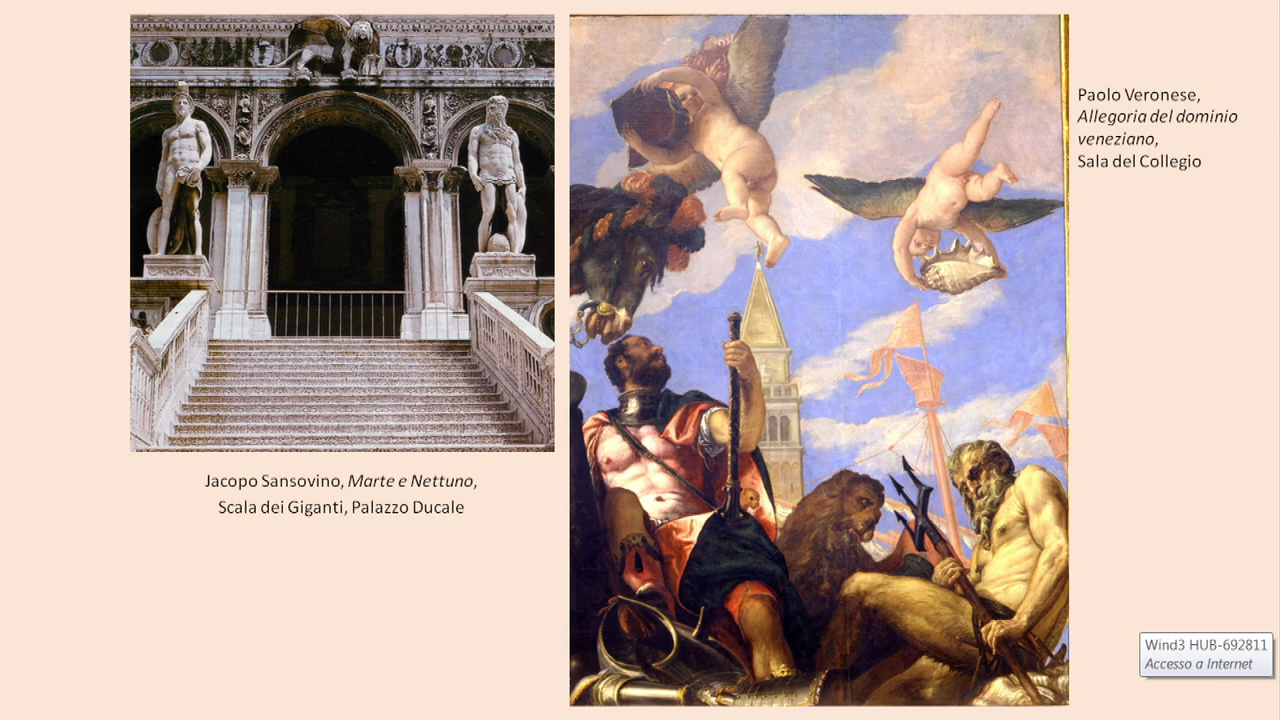 Paolo Veronese,
Allegoria del dominio
veneziano,
Sala del Collegio
Jacopo Sansovino, Marte e Nettuno,
Scala dei Giganti, Palazzo Ducale
Wind3 HUB-692811
Accesso a Internet